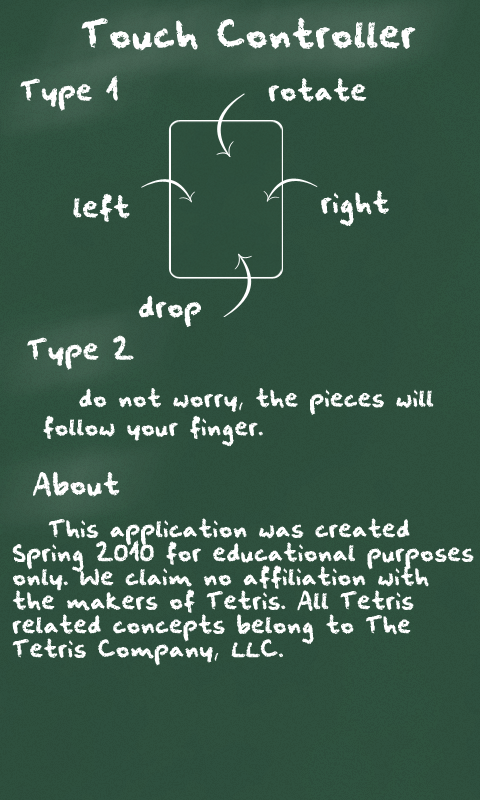 Touch Controller
Type 1
rotate
left
right
drop
Type 2
do not worry, the pieces will
follow your finger.
About
This application was created
Spring 2010 for educational purposes
only. We claim no affiliation with
the makers of Tetris. All Tetris
related concepts belong to The
Tetris Company, LLC.